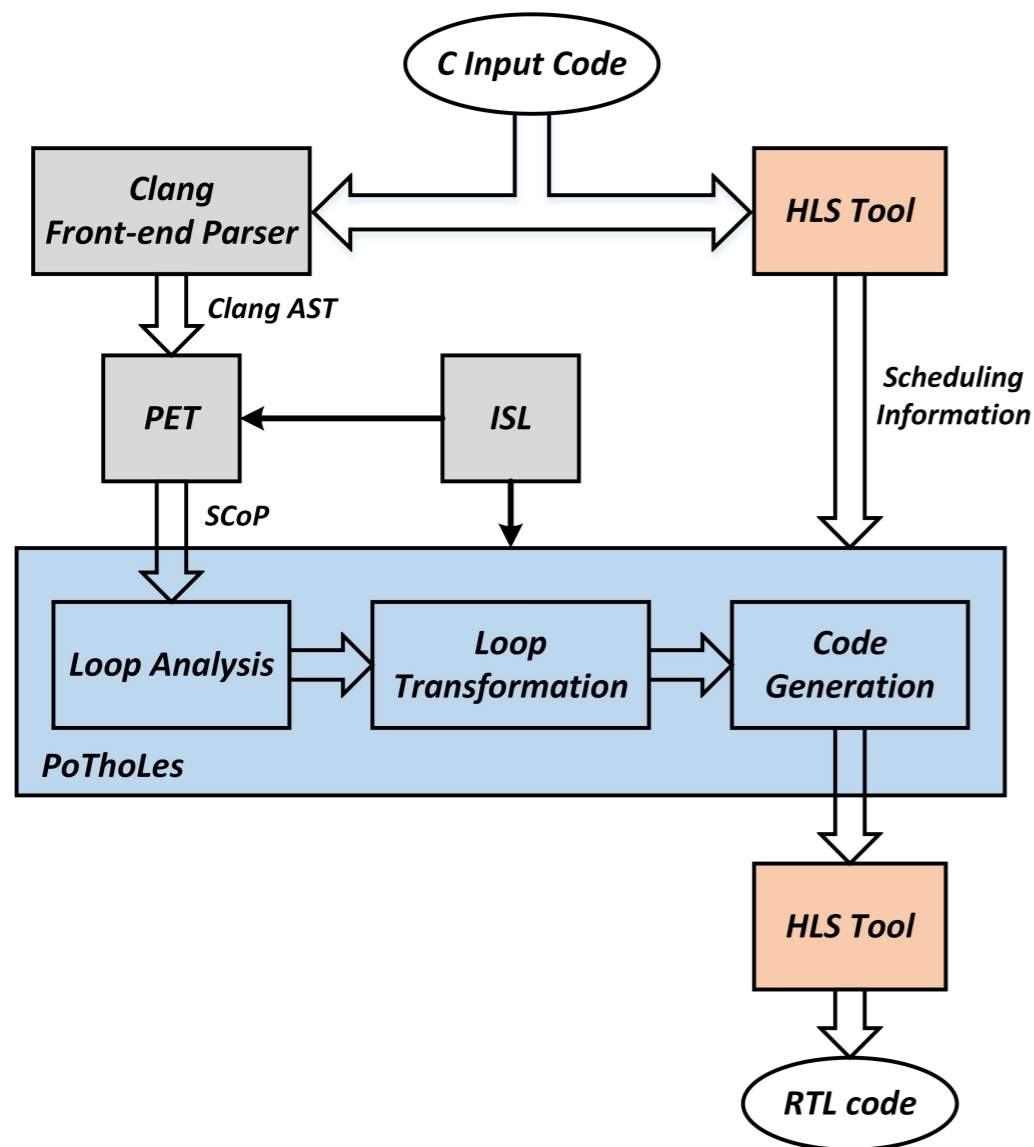 C Input Code
Clang
Front-end Parser
HLS Tool
Clang AST
PET
ISL
Scheduling
Information
SCoP
Loop Analysis
Loop
Transformation
Code
Generation
PoThoLes
HLS Tool
RTL code